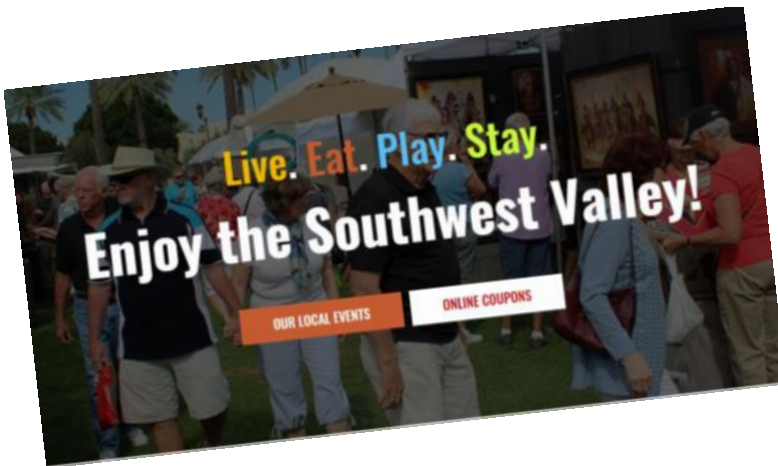 Live. Eat. Play. Stay.
Enjoy the Southwest Valley!
OUR LOCAL EVENTS
ONLINE COUPONS